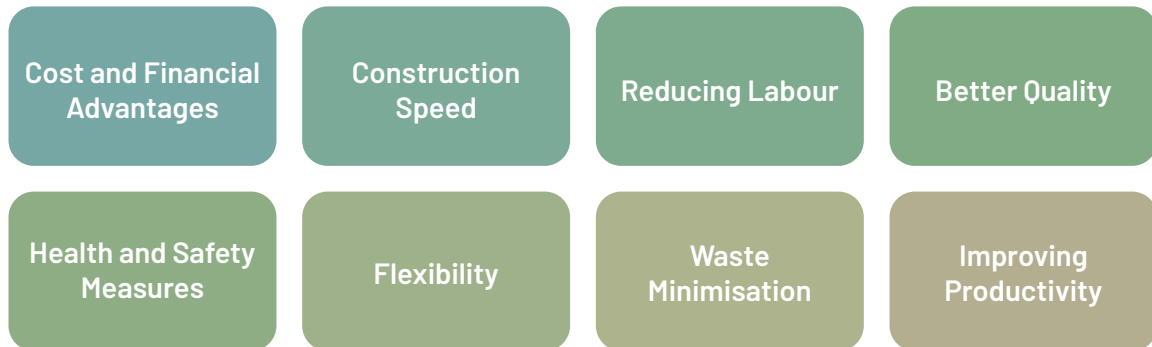 Cost and Financial
Advantages
Construction
Speed
Reducing Labour
Better Quality
Health and Safety
Measures
Flexibility
Waste
Minimisation
Improving
Productivity